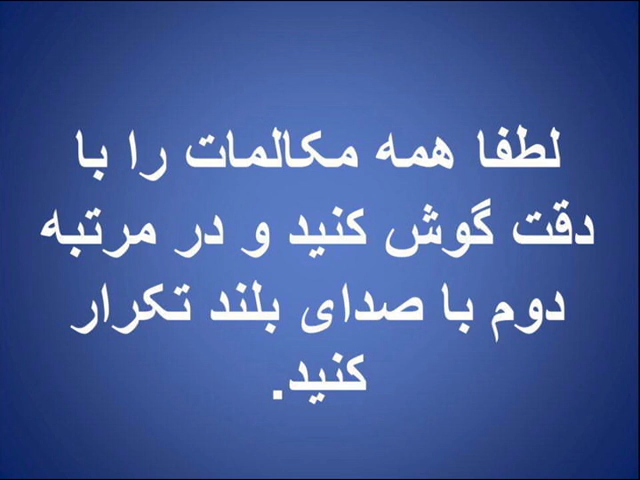 لطفا همه مکالمات را با
دقت گوش کنید و در مرتبه
دوم با صدای بلند تکرار
کنید.